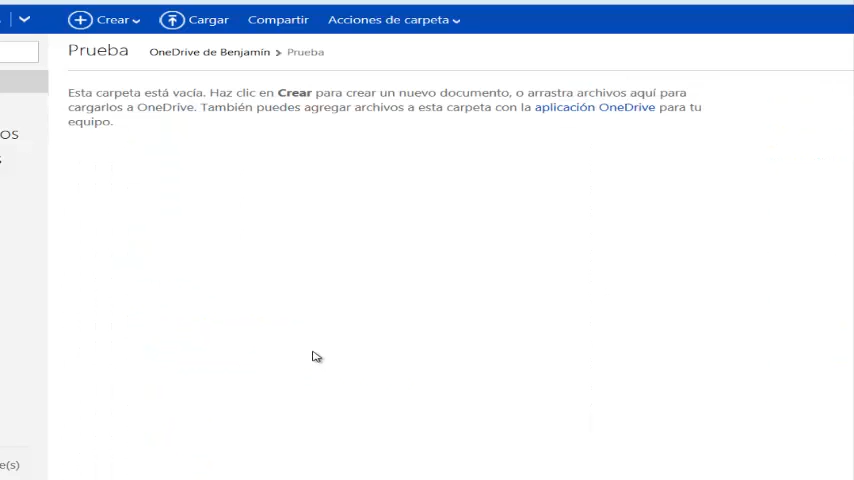 Crear Cargar Compartir Acciones de carpeta
Prueba OneDrive de Benjamín > Prueba
Esta carpeta está vacía. Haz clic en Crear para crear un nuevo documento, o arrastra archivos aquí para
cargarlos a OneDrive. También puedes agregar archivos a esta carpeta con la aplicación OneDrive para tu
equipo.
os
e(s)